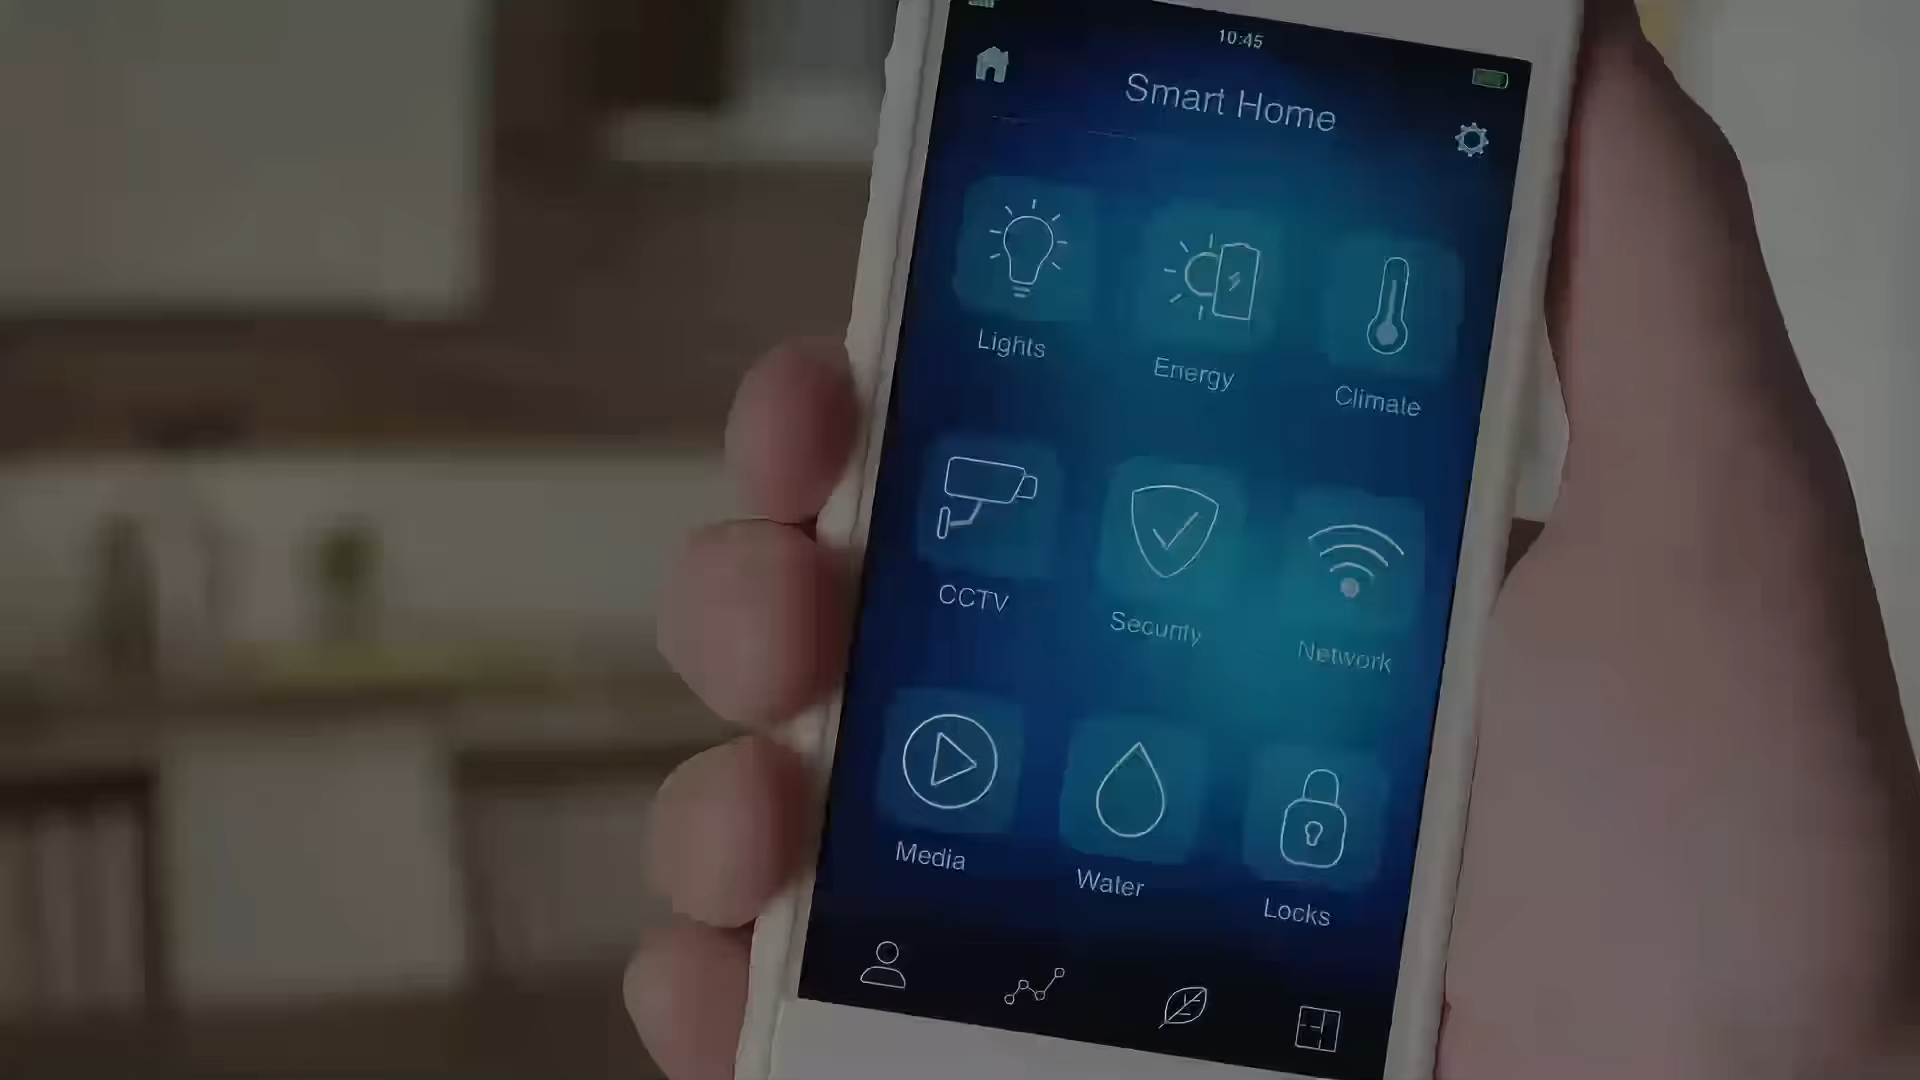 10:45
Smart Home
Lights
Energy
Climate
CCTV
Security
Network
Media
Water
Locks